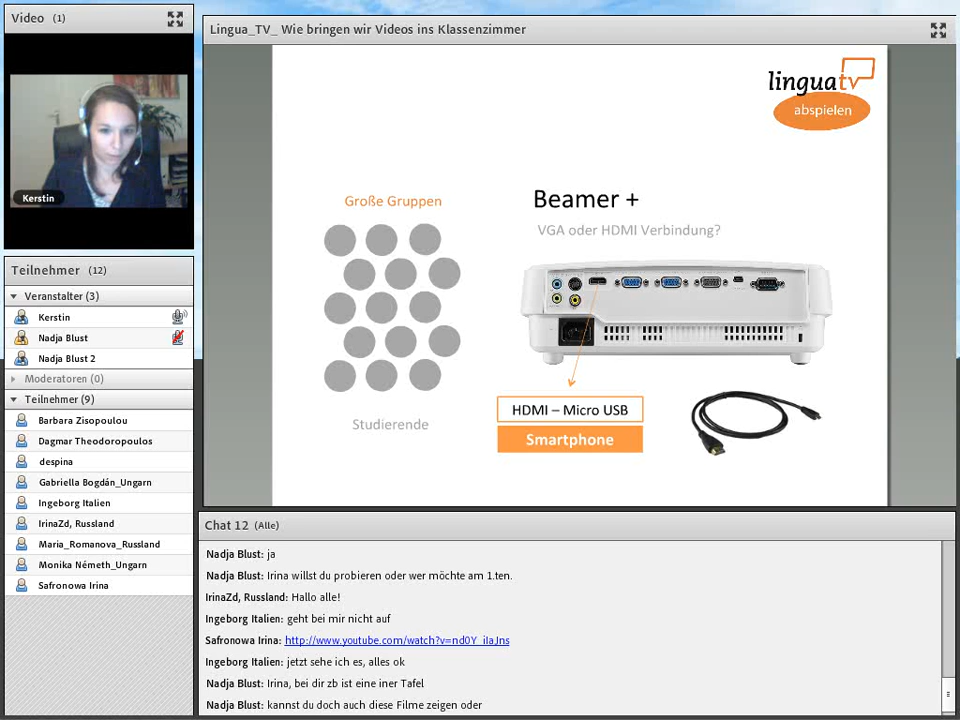 Video (1)
Kerstin
Teilnehmer (12)
Veranstalter (3)
Kerstin
Nadja Blust
Nadja Blust 2
Moderatoren (0)
Teilnehmer (9)
Barbara Zisopoulou
Dagmar Theodoropoulos
despina
Gabriella Bogdán_Ungarn
Ingeborg Italien
IrinaZd, Russland
Maria_Romanova_Russland
Monika Németh_Ungarn
Safronowa Irina
Lingua_TV_ Wie bringen wir Videos ins Klassenzimmer
linguatv
abspielen
Große Gruppen
Studierende
Beamer +
VGA oder HDMI Verbindung?
HDMI – Micro USB
Smartphone
Chat 12 (Alle)
Nadja Blust: ja
Nadja Blust: Irina willst du probieren oder wer möchte am 1.ten.
IrinaZd, Russland: Hallo alle!
Ingeborg Italien: geht bei mir nicht auf
Safronowa Irina: http://www.youtube.com/watch?v=nd0Y_iIaJns
Ingeborg Italien: jetzt sehe ich es, alles ok
Nadja Blust: Irina, bei dir zb ist eine iner Tafel
Nadja Blust: kannst du doch auch diese Filme zeigen oder